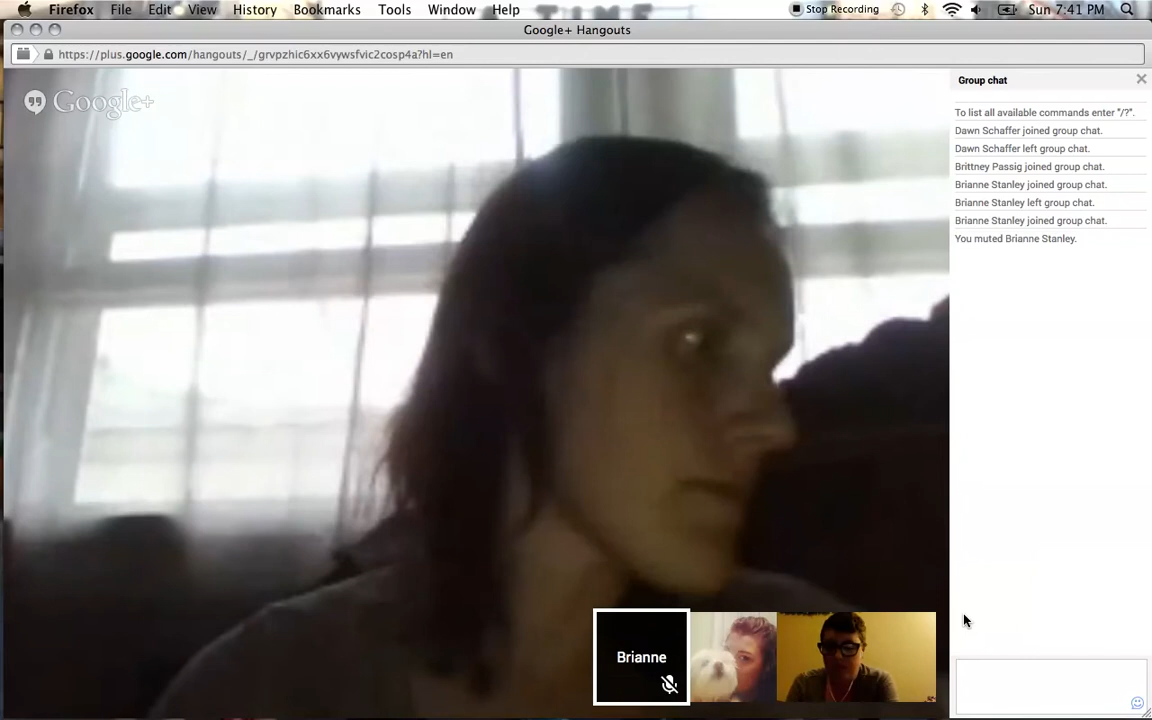 Firefox File Edit View History Bookmarks Tools Window Help Stop Recording Sun 7:41 PM
Google+ Hangouts
https://plus.google.com/hangouts/_/grvpzhic6xx6vywsfvic2cosp4a?hl=en
Google+
Group chat
To list all available commands enter "/?".
Dawn Schaffer joined group chat.
Dawn Schaffer left group chat.
Brittney Passig joined group chat.
Brianne Stanley joined group chat.
Brianne Stanley left group chat.
Brianne Stanley joined group chat.
You muted Brianne Stanley.
Brianne